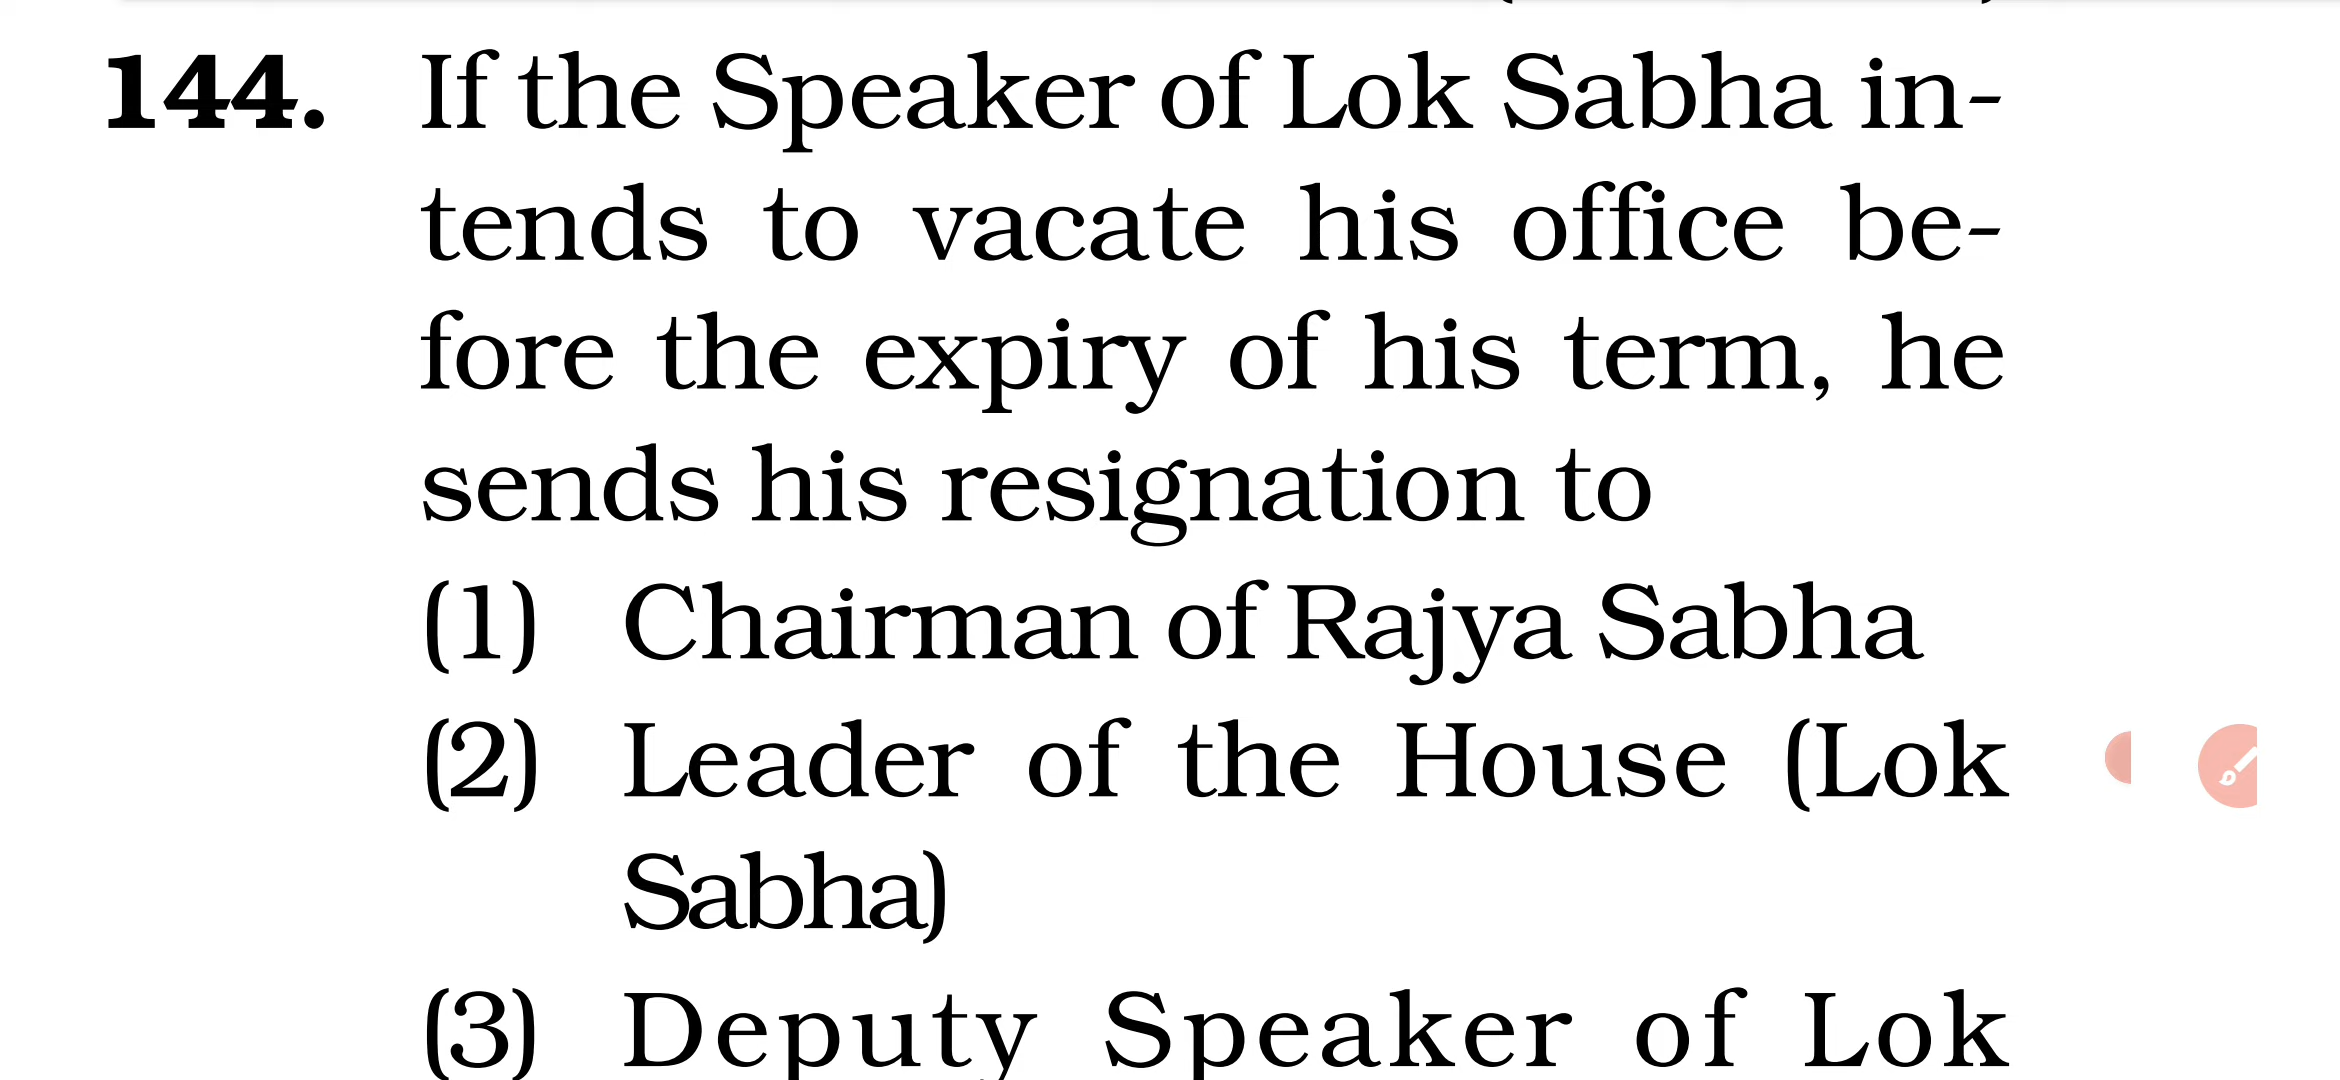 144. If the Speaker of Lok Sabha in-
tends to vacate his office be-
fore the expiry of his term, he
sends his resignation to
(1) Chairman of Rajya Sabha
(2) Leader of the House (Lok
Sabha)
(3) Deputy Speaker of Lok